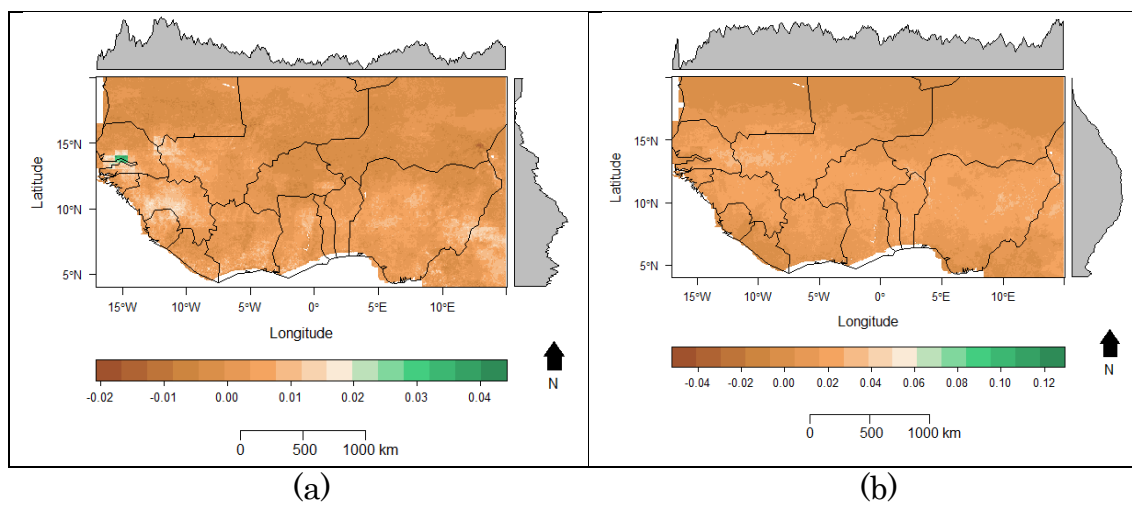 Latitude
15°N
10°N
5°N
15°W
10°W
5°W
0°
5°E
10°E
Longitude
-0.02
-0.01
0.00
0.01
0.02
0.03
0.04
N
0
500
1000 km
(a)
Latitude
15°N
10°N
5°N
15°W
10°W
5°W
0°
5°E
10°E
Longitude
-0.04
-0.02
0.00
0.02
0.04
0.06
0.08
0.10
0.12
N
0
500
1000 km
(b)